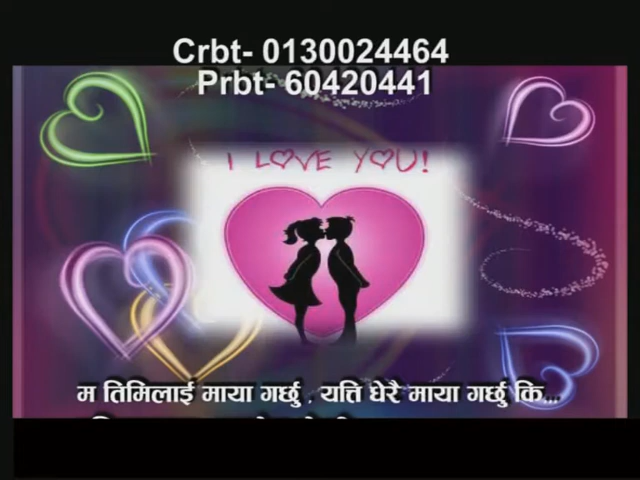 Crbt- 0130024464
Prbt- 60420441
I LOVE YOU!
म तिमिलाई माया गर्छु , यत्ति धेरै माया गर्छु कि...